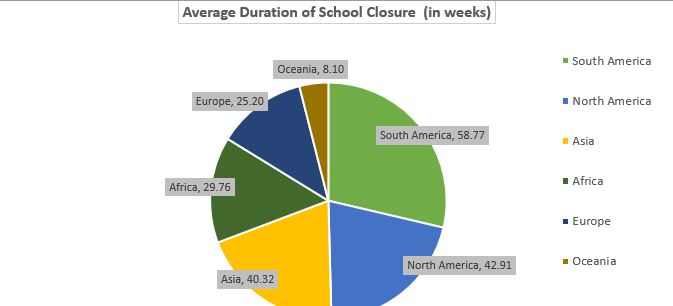 Average Duration of School Closure (in weeks)
Oceania, 8.10
Europe, 25.20
South America, 58.77
Africa, 29.76
North America, 42.91
Asia, 40.32
South America
North America
Asia
Africa
Europe
Oceania